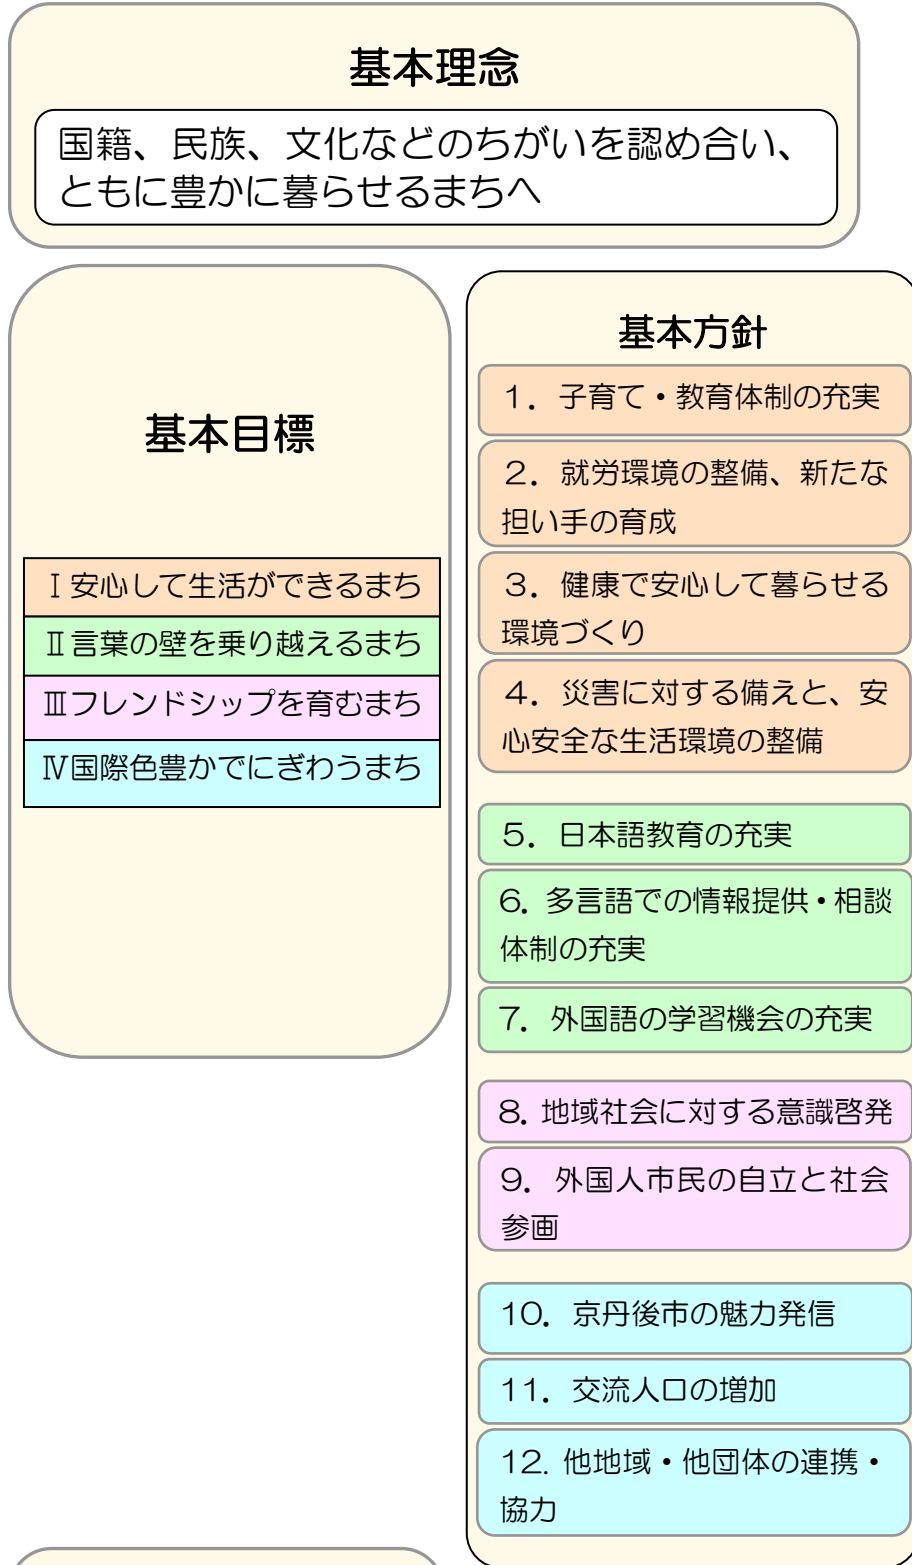 基本理念
国籍、民族、文化などのちがいを認め合い、
ともに豊かに暮らせるまちへ
基本目標
Ⅰ安心して生活ができるまち
Ⅱ言葉の壁を乗り越えるまち
Ⅲフレンドシップを育むまち
Ⅳ国際色豊かでにぎわうまち
基本方針
1．子育て・教育体制の充実
2．就労環境の整備、新たな
担い手の育成
3．健康で安心して暮らせる
環境づくり
4．災害に対する備えと、安
心安全な生活環境の整備
5．日本語教育の充実
6．多言語での情報提供・相談
体制の充実
7．外国語の学習機会の充実
8．地域社会に対する意識啓発
9．外国人市民の自立と社会
参画
10．京丹後市の魅力発信
11．交流人口の増加
12．他地域・他団体の連携・
協力